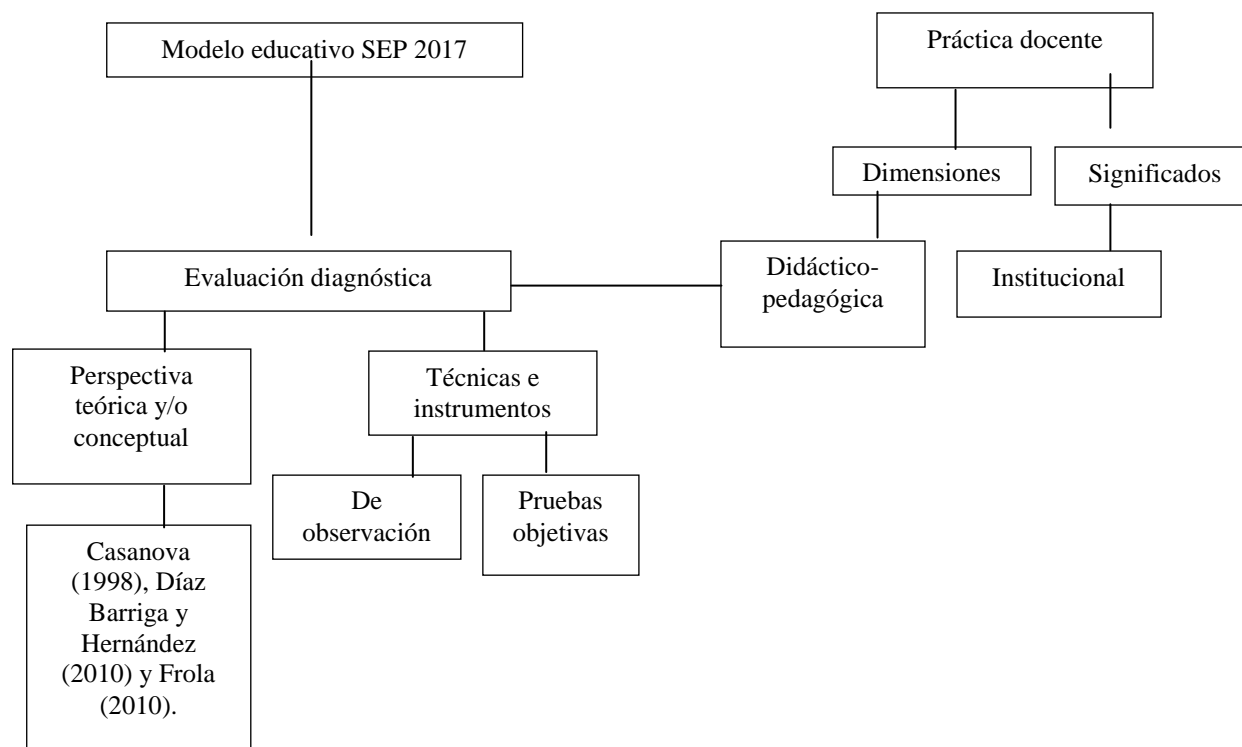 Modelo educativo SEP 2017
Práctica docente
Dimensiones
Significados
Evaluación diagnóstica
Didáctico-
pedagógica
Institucional
Perspectiva
teórica y/o
conceptual
Técnicas e
instrumentos
De
observación
Pruebas
objetivas
Casanova
(1998), Díaz
Barriga y
Hernández
(2010) y Frola
(2010).